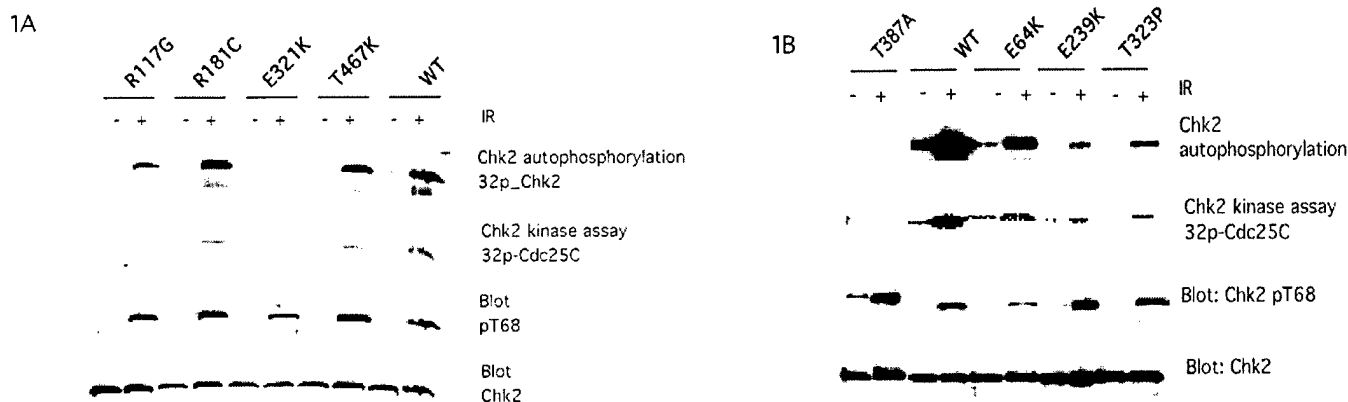 1A
R117G R181C E321K T467K WT
- + - + - + - + - + IR
Chk2 autophosphorylation
32p_Chk2
Chk2 kinase assay
32p-Cdc25C
Blot
pT68
Blot
Chk2
1B
T387A WT E64K E239K T323P
- + - + - + - + - + IR
Chk2
autophosphorylation
Chk2 kinase assay
32p-Cdc25C
Blot: Chk2 pT68
Blot: Chk2